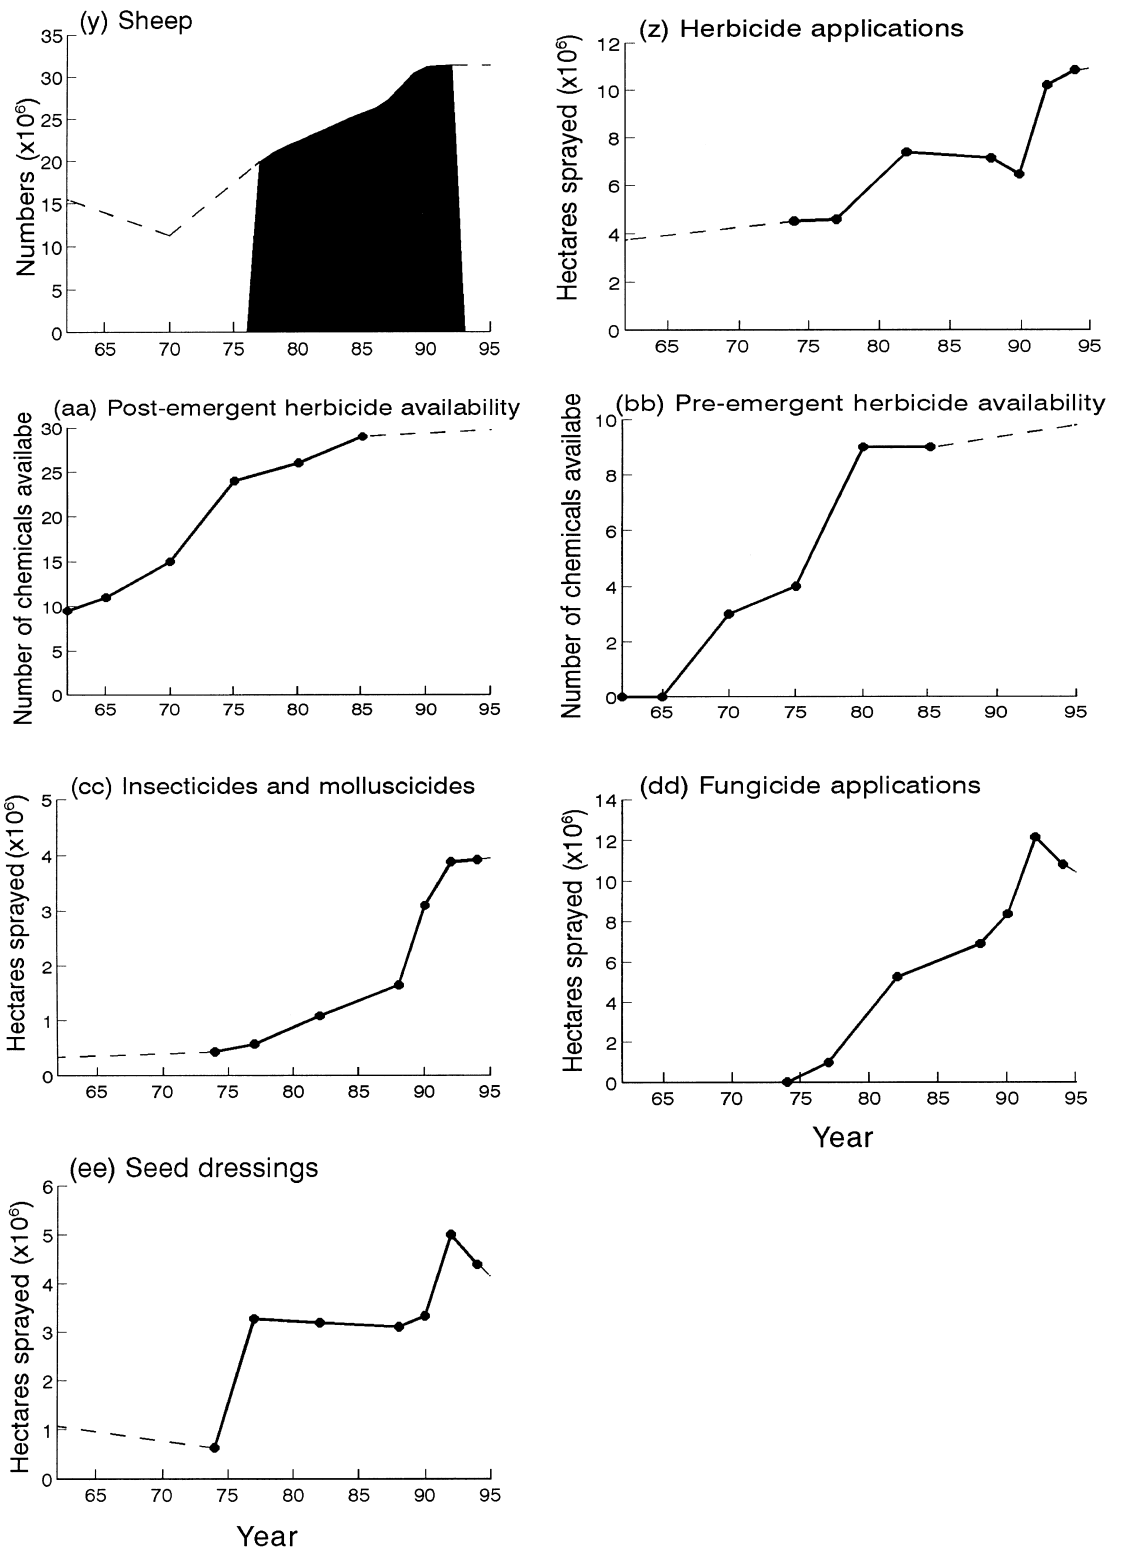 (y) Sheep
Numbers (x10⁶)
35
30
25
20
15
10
5
0
65 70 75 80 85 90 95
(z) Herbicide applications
Hectares sprayed (x10⁶)
12
10
8
6
4
2
0
65 70 75 80 85 90 95
(aa) Post-emergent herbicide availability
Number of chemicals availabe
30
25
20
15
10
5
0
65 70 75 80 85 90 95
(bb) Pre-emergent herbicide availability
Number of chemicals availabe
10
8
6
4
2
0
65 70 75 80 85 90 95
(cc) Insecticides and molluscicides
Hectares sprayed (x10⁶)
5
4
3
2
1
0
65 70 75 80 85 90 95
(dd) Fungicide applications
Hectares sprayed (x10⁶)
14
12
10
8
6
4
2
0
65 70 75 80 85 90 95
Year
(ee) Seed dressings
Hectares sprayed (x10⁶)
6
5
4
3
2
1
0
65 70 75 80 85 90 95
Year